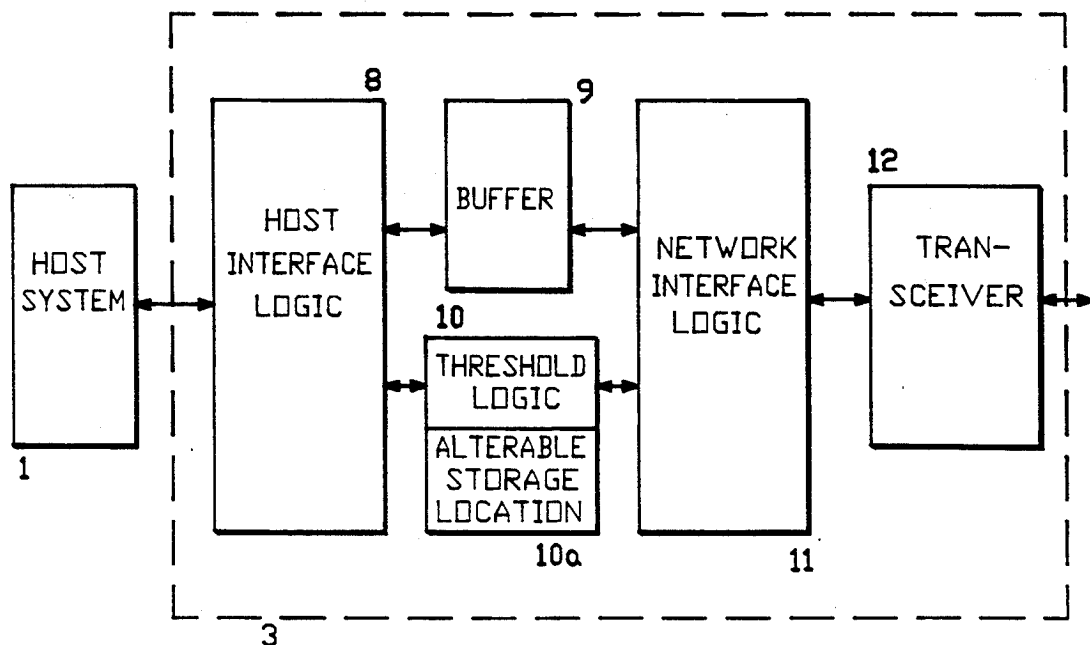 8
9
12
HOST
SYSTEM
1
HOST
INTERFACE
LOGIC
BUFFER
10
THRESHOLD
LOGIC
ALTERABLE
STORAGE
LOCATION
10a
NETWORK
INTERFACE
LOGIC
11
TRAN-
SCEIVER
3